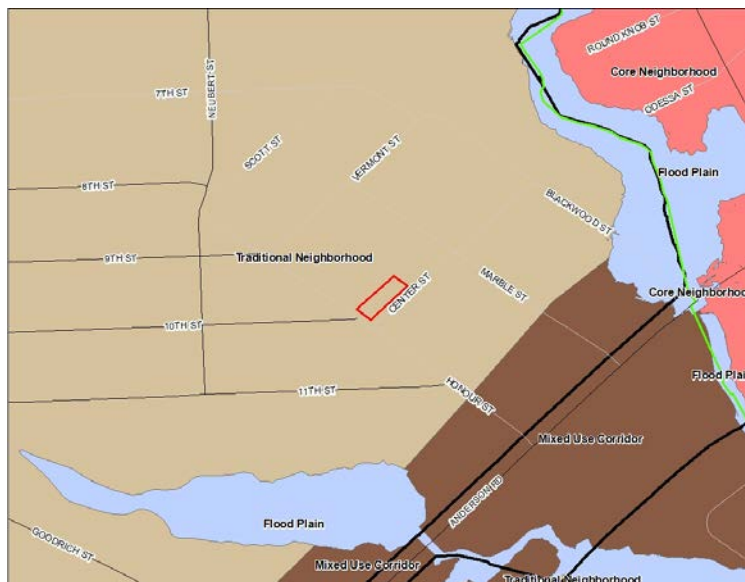 ROUND KNOB ST
Core Neighborhood
ODESSA ST
7TH ST
NEUBERT ST
SCOTT ST
VERMONT ST
Flood Plain
8TH ST
BLACKWOOD ST
9TH ST
Traditional Neighborhood
MARBLE ST
CENTER ST
Core Neighborhood
10TH ST
Flood Plain
11TH ST
HONOUR ST
Mixed Use Corridor
ANDERSON RD
Flood Plain
GOODRICH ST
Mixed Use Corridor
Traditional Neighborhood